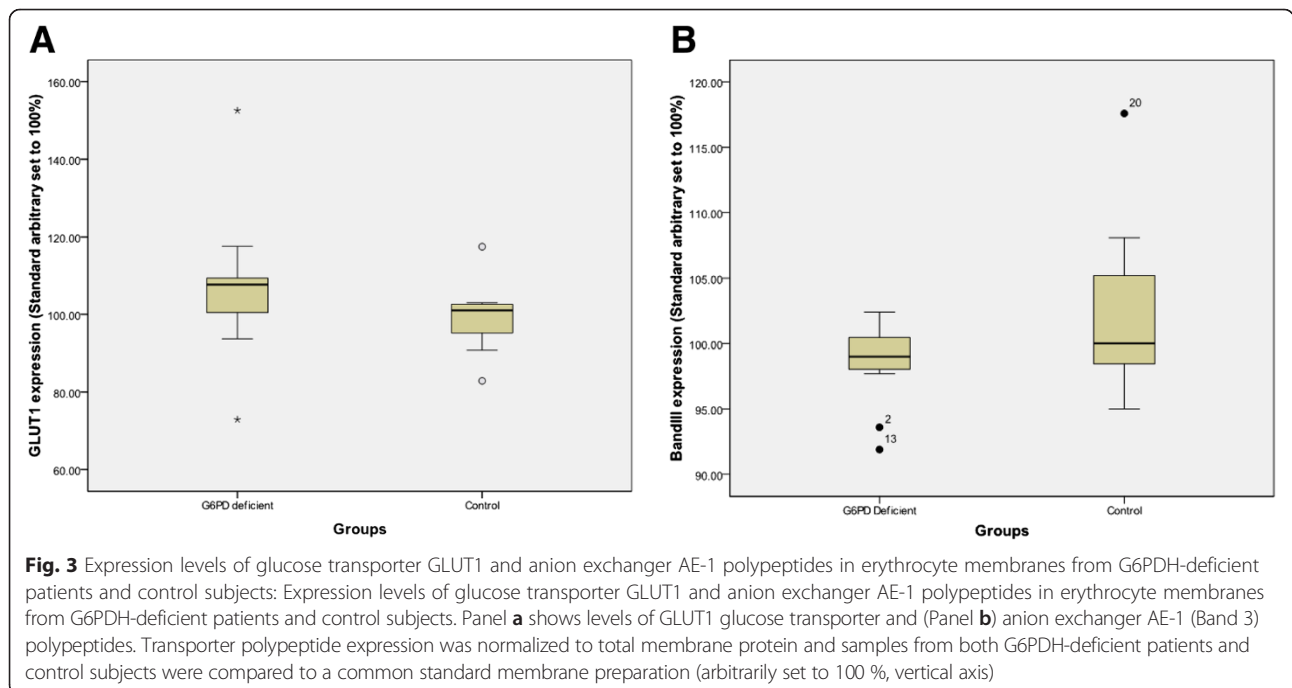 A
GLUT1 expression (Standard arbitrary set to 100%)
160.00
140.00
120.00
100.00
80.00
60.00
*
*
G6PD deficient
Control
Groups
B
BandIII expression (Standard arbitrary set to 100%)
120.00
115.00
110.00
105.00
100.00
95.00
90.00
20
2
13
G6PD Deficient
Control
Groups
Fig. 3 Expression levels of glucose transporter GLUT1 and anion exchanger AE-1 polypeptides in erythrocyte membranes from G6PDH-deficient
patients and control subjects: Expression levels of glucose transporter GLUT1 and anion exchanger AE-1 polypeptides in erythrocyte membranes
from G6PDH-deficient patients and control subjects. Panel a shows levels of GLUT1 glucose transporter and (Panel b) anion exchanger AE-1 (Band 3)
polypeptides. Transporter polypeptide expression was normalized to total membrane protein and samples from both G6PDH-deficient patients and
control subjects were compared to a common standard membrane preparation (arbitrarily set to 100 %, vertical axis)